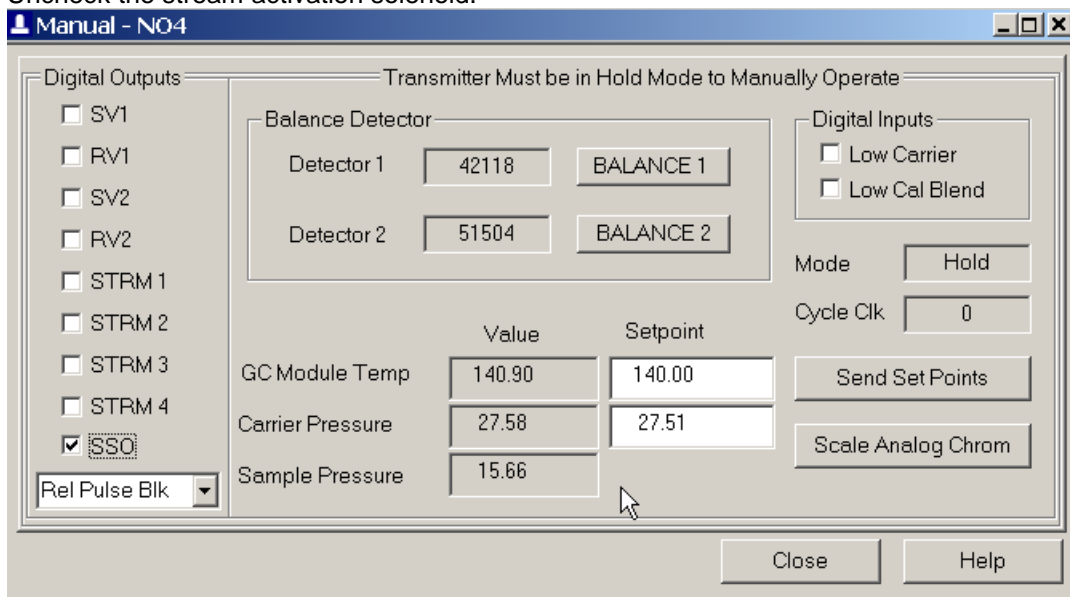 Uncheck the stream activation solenoid.
Manual - NO4
Digital Outputs
SV1
RV1
SV2
RV2
STRM 1
STRM 2
STRM 3
STRM 4
SSO
Rel Pulse Blk
Transmitter Must be in Hold Mode to Manually Operate
Balance Detector
Detector 1 42118 BALANCE 1
Detector 2 51504 BALANCE 2
Value Setpoint
GC Module Temp 140.90 140.00
Carrier Pressure 27.58 27.51
Sample Pressure 15.66
Digital Inputs
Low Carrier
Low Cal Blend
Mode Hold
Cycle Clk 0
Send Set Points
Scale Analog Chrom
Close Help